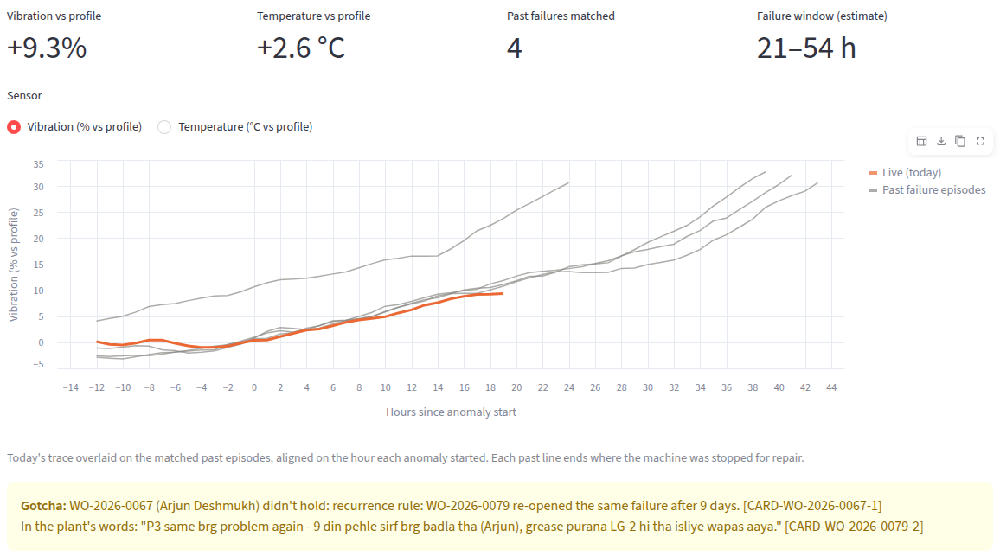 Vibration vs profile
Temperature vs profile
Past failures matched
Failure window (estimate)
+9.3%
+2.6 °C
4
21–54 h
Sensor
Vibration (% vs profile)
Temperature (°C vs profile)
35
30
25
20
15
10
5
0
−5
Vibration (% vs profile)
−14 −12 −10 −8 −6 −4 −2 0 2 4 6 8 10 12 14 16 18 20 22 24 26 28 30 32 34 36 38 40 42 44
Hours since anomaly start
Live (today)
Past failure episodes
Today's trace overlaid on the matched past episodes, aligned on the hour each anomaly started. Each past line ends where the machine was stopped for repair.
Gotcha: WO-2026-0067 (Arjun Deshmukh) didn't hold: recurrence rule: WO-2026-0079 re-opened the same failure after 9 days. [CARD-WO-2026-0067-1]
In the plant's words: "P3 same brg problem again - 9 din pehle sirf brg badla tha (Arjun), grease purana LG-2 hi tha isliye wapas aaya." [CARD-WO-2026-0079-2]